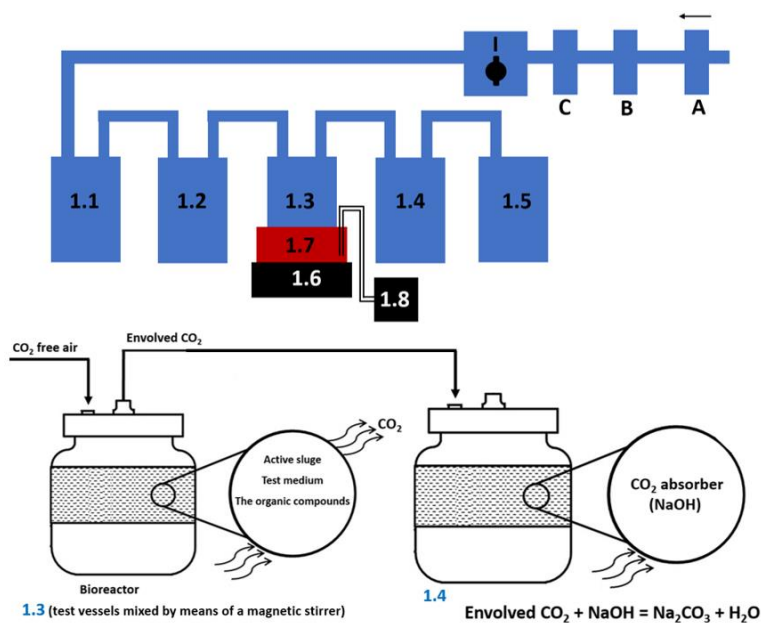 I
C B A
1.1 1.2 1.3 1.4 1.5
1.7
1.6
1.8
Envolved CO₂
CO₂ free air
CO₂
Active sluge
Test medium
The organic compounds
CO₂ absorber
(NaOH)
Bioreactor
1.3 (test vessels mixed by means of a magnetic stirrer)
1.4
Envolved CO₂ + NaOH = Na₂CO₃ + H₂O